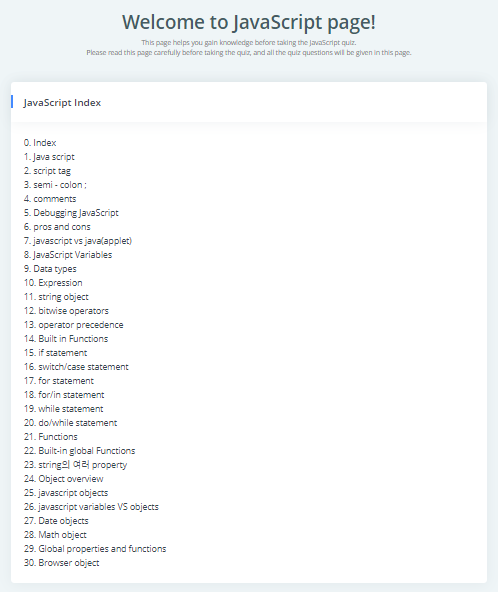 Welcome to JavaScript page!
This page helps you gain knowledge before taking the JavaScript quiz.
Please read this page carefully before taking the quiz, and all the quiz questions will be given in this page.
JavaScript Index
0. Index
1. Java script
2. script tag
3. semi - colon ;
4. comments
5. Debugging JavaScript
6. pros and cons
7. javascript vs java(applet)
8. JavaScript Variables
9. Data types
10. Expression
11. string object
12. bitwise operators
13. operator precedence
14. Built in Functions
15. if statement
16. switch/case statement
17. for statement
18. for/in statement
19. while statement
20. do/while statement
21. Functions
22. Built-in global Functions
23. string의 여러 property
24. Object overview
25. javascript objects
26. javascript variables VS objects
27. Date objects
28. Math object
29. Global properties and functions
30. Browser object